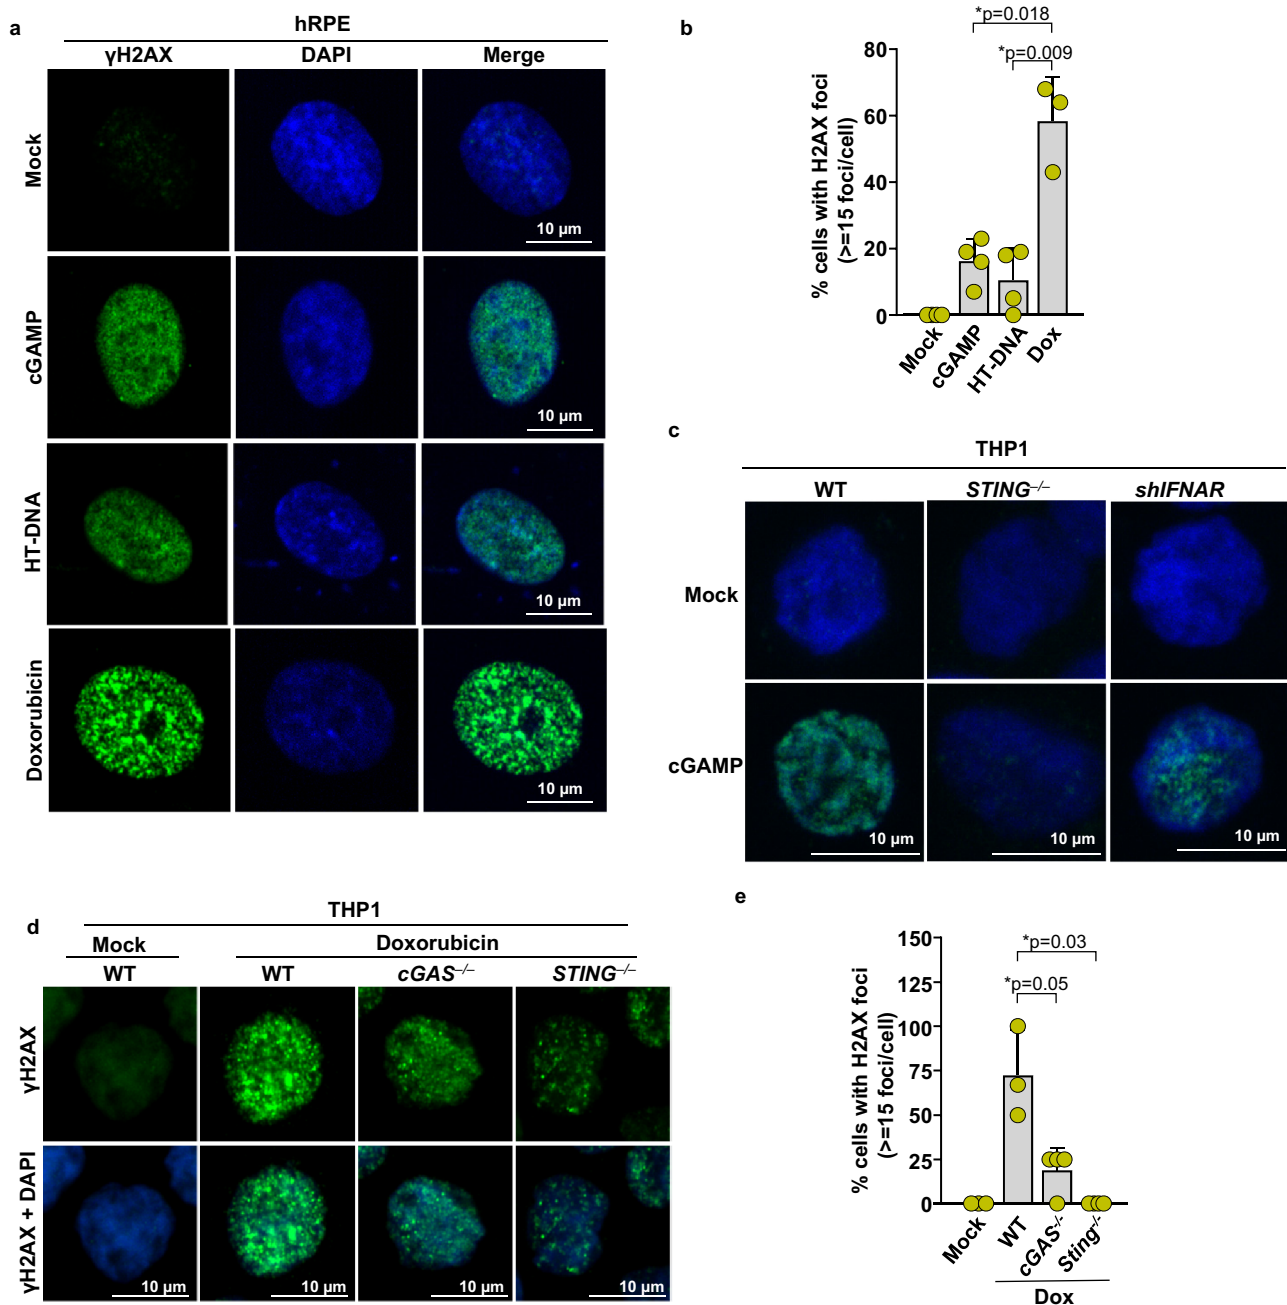 a
hRPE
γH2AX DAPI Merge
Mock
10 µm
cGAMP
10 µm
HT-DNA
10 µm
Doxorubicin
10 µm
b
*p=0.018
*p=0.009
% cells with H2AX foci
(>=15 foci/cell)
80
60
40
20
0
Mock
cGAMP
HT-DNA
Dox
c
THP1
WT STING–/– shIFNAR
Mock
cGAMP
10 µm 10 µm 10 µm
d
THP1
Mock Doxorubicin
WT WT cGAS–/– STING–/–
γH2AX
γH2AX + DAPI
10 µm 10 µm 10 µm 10 µm
e
*p=0.03
*p=0.05
% cells with H2AX foci
(>=15 foci/cell)
150
125
100
75
50
25
0
Mock
WT
cGAS-/-
Sting-/-
Dox